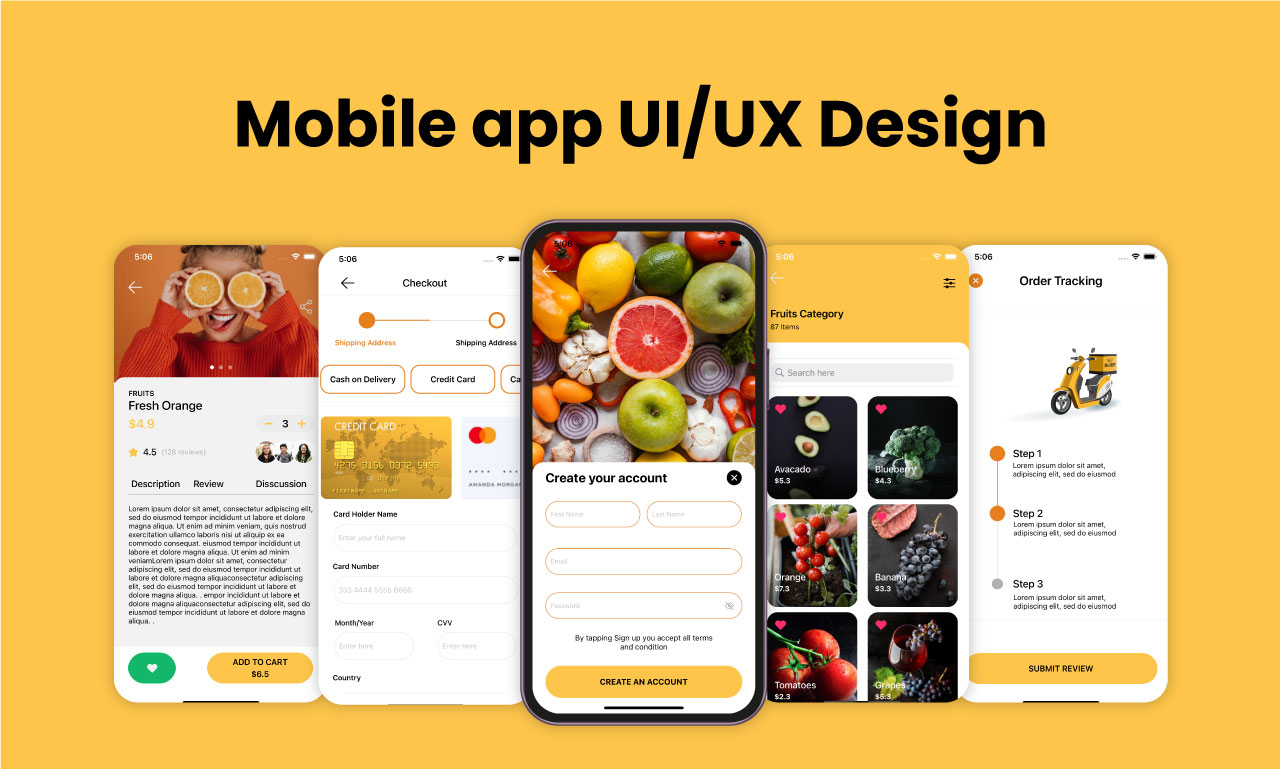 Mobile app UI/UX Design
5:06
FRUITS
Fresh Orange
$4.9
3
4.5 (128 reviews)
Description Review Disscussion
Lorem ipsum dolor sit amet, consectetur adipiscing elit,
sed do eiusmod tempor incididunt ut labore et dolore
magna aliqua. Ut enim ad minim veniam, quis nostrud
exercitation ullamco laboris nisi ut aliquip ex ea
commodo consequat. eiusmod tempor incididunt ut
labore et dolore magna aliqua. Ut enim ad minim
veniamLorem ipsum dolor sit amet, consectetur
adipiscing elit, sed do eiusmod tempor incididunt ut
labore et dolore magna aliquaconsectetur adipiscing
elit, sed do eiusmod tempor incididunt ut labore et
dolore magna aliqua. . empor incididunt ut labore et
dolore magna aliquaconsectetur adipiscing elit, sed do
eiusmod tempor incididunt ut labore et dolore magna
aliqua. .
ADD TO CART
$6.5
5:06
Checkout
Shipping Address Shipping Address
Cash on Delivery Credit Card Ca
CREDIT CARD
4275 3156 0372 5493
FIRSTNAME LASTNAME
AMANDA MORGAN
Card Holder Name
Enter your full name
Card Number
333 4444 5555 6666
Month/Year CVV
Enter here Enter here
Country
5:06
Create your account
First Name Last Name
Email
Password
By tapping Sign up you accept all terms
and condition
CREATE AN ACCOUNT
5:06
Fruits Category
87 Items
Search here
Avacado Blueberry
$5.3 $4.3
Orange Banana
$7.3 $3.3
Tomatoes Grapes
$2.3 $5.3
5:06
Order Tracking
Step 1
Lorem ipsum dolor sit amet,
adipiscing elit, sed do eiusmod
Step 2
Lorem ipsum dolor sit amet,
adipiscing elit, sed do eiusmod
Step 3
Lorem ipsum dolor sit amet,
adipiscing elit, sed do eiusmod
SUBMIT REVIEW